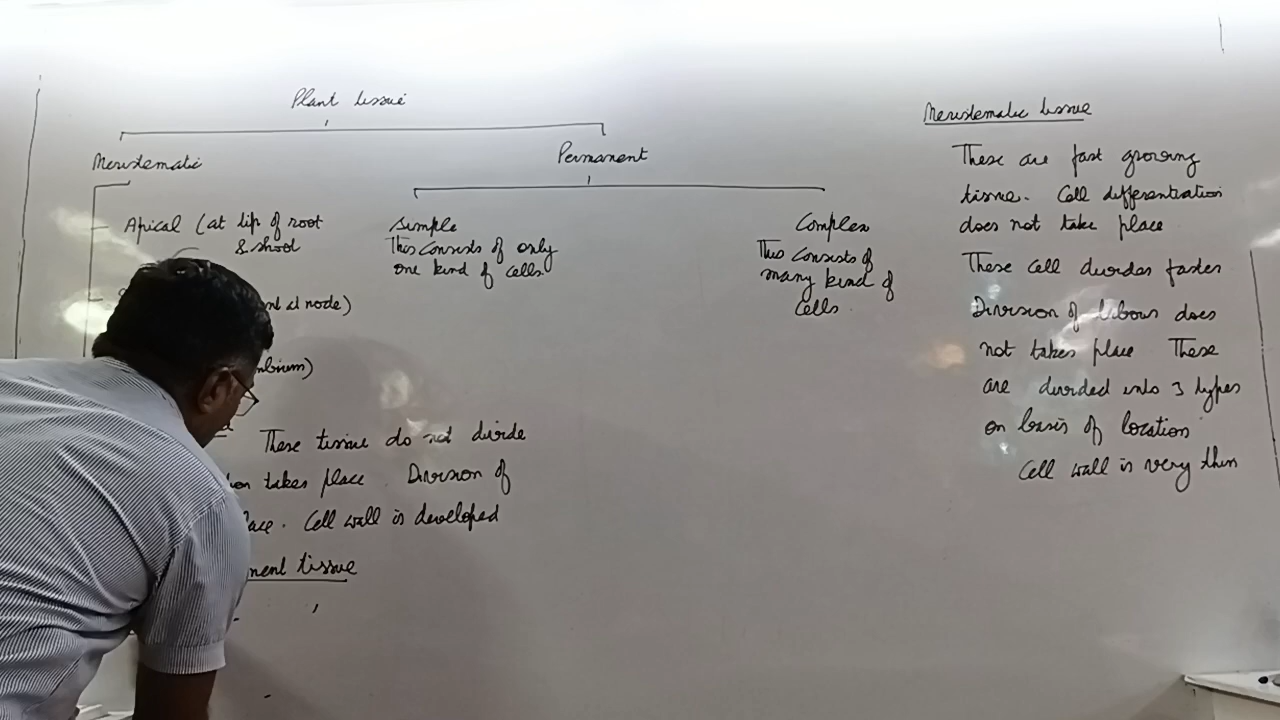 Plant tissue
Meristematic
Permanent
Apical (at tip of root
& shoot
Simple
This consists of only
one kind of cells
Complex
This consists of
many kind of
cells
at node)
These tissue do not divide
takes place. Division of
Cell wall is developed
tissue
Meristematic tissue
These are fast growing
tissue. Cell differentiation
does not take place
These cell divides faster
Division of labour does
not takes place These
are divided into 3 types
on basis of location
Cell wall is very thin